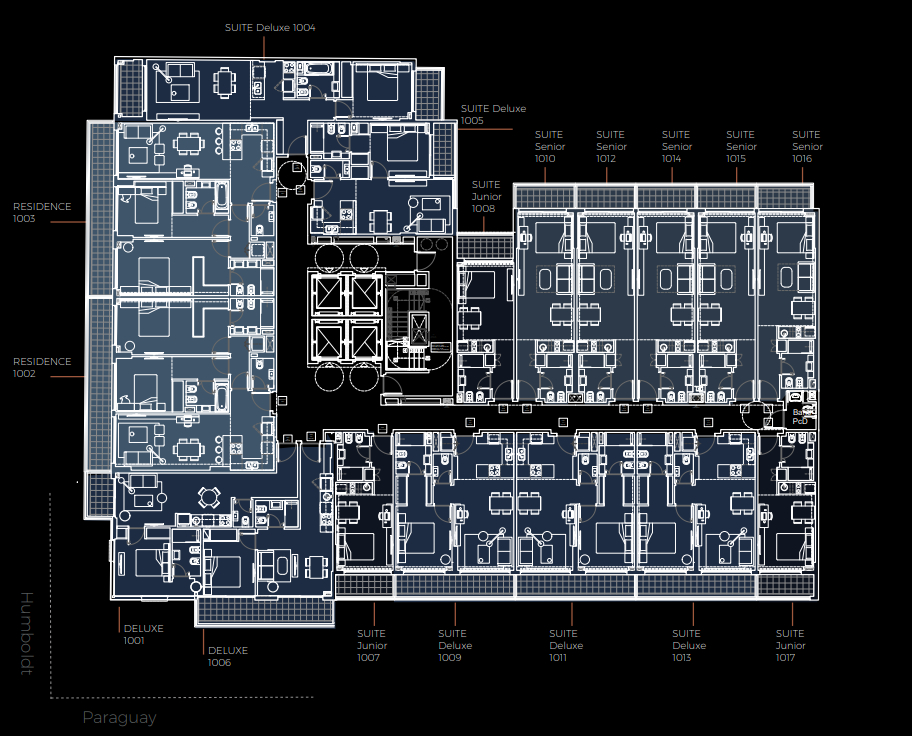 SUITE Deluxe 1004
SUITE Deluxe
1005
SUITE
Senior
1010
SUITE
Senior
1012
SUITE
Senior
1014
SUITE
Senior
1015
SUITE
Senior
1016
SUITE
Junior
1008
RESIDENCE
1003
RESIDENCE
1002
PcD
DELUXE
1001
DELUXE
1006
SUITE
Junior
1007
SUITE
Deluxe
1009
SUITE
Deluxe
1011
SUITE
Deluxe
1013
SUITE
Junior
1017
Humboldt
Paraguay